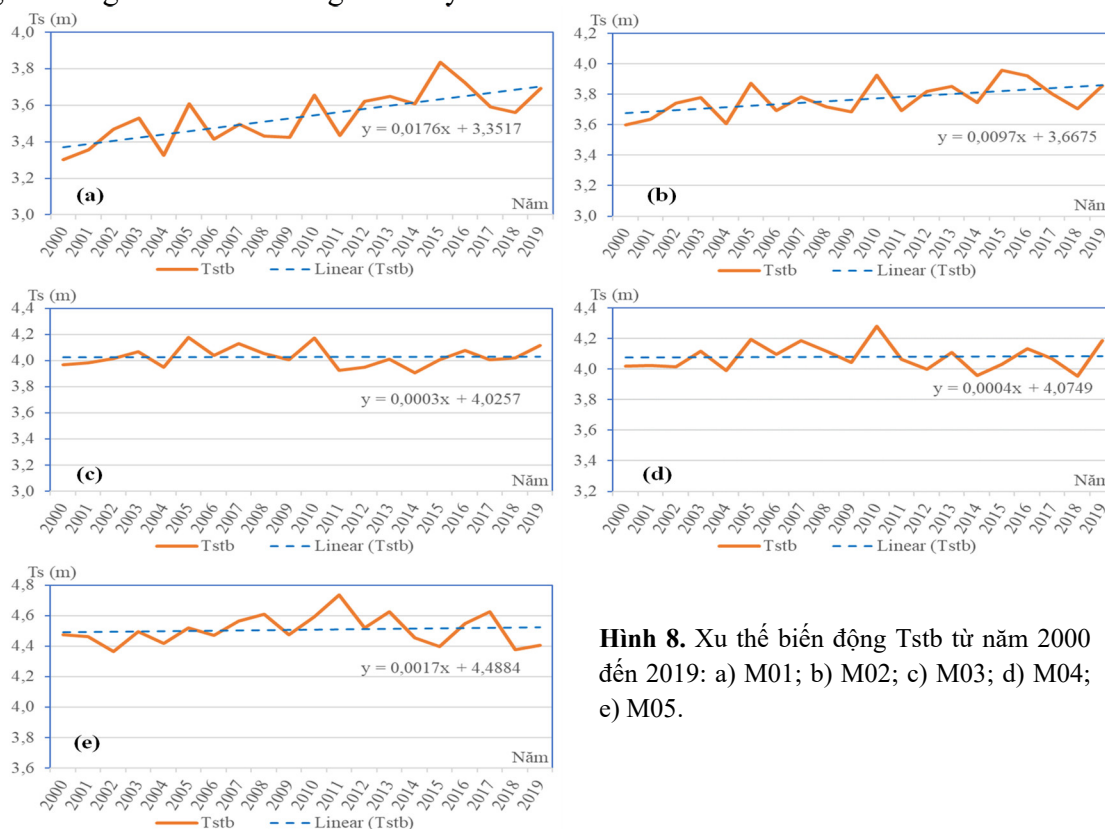 Ts (m)
4,0
3,8
3,6
3,4
3,2
3,0
y = 0,0176x + 3,3517
(a)
Năm
2000 2001 2002 2003 2004 2005 2006 2007 2008 2009 2010 2011 2012 2013 2014 2015 2016 2017 2018 2019
Tstb Linear (Tstb)
Ts (m)
4,2
4,0
3,8
3,6
3,4
3,2
3,0
y = 0,0097x + 3,6675
(b)
Năm
2000 2001 2002 2003 2004 2005 2006 2007 2008 2009 2010 2011 2012 2013 2014 2015 2016 2017 2018 2019
Tstb Linear (Tstb)
Ts (m)
4,4
4,2
4,0
3,8
3,6
3,4
3,2
3,0
y = 0,0003x + 4,0257
(c)
Năm
2000 2001 2002 2003 2004 2005 2006 2007 2008 2009 2010 2011 2012 2013 2014 2015 2016 2017 2018 2019
Tstb Linear (Tstb)
Ts (m)
4,4
4,2
4,0
3,8
3,6
3,4
3,2
y = 0,0004x + 4,0749
(d)
Năm
2000 2001 2002 2003 2004 2005 2006 2007 2008 2009 2010 2011 2012 2013 2014 2015 2016 2017 2018 2019
Tstb Linear (Tstb)
Ts (m)
4,8
4,6
4,4
4,2
4,0
3,8
3,6
y = 0,0017x + 4,4884
(e)
Năm
2000 2001 2002 2003 2004 2005 2006 2007 2008 2009 2010 2011 2012 2013 2014 2015 2016 2017 2018 2019
Tstb Linear (Tstb)
Hình 8. Xu thế biến động Tstb từ năm 2000
đến 2019: a) M01; b) M02; c) M03; d) M04;
e) M05.